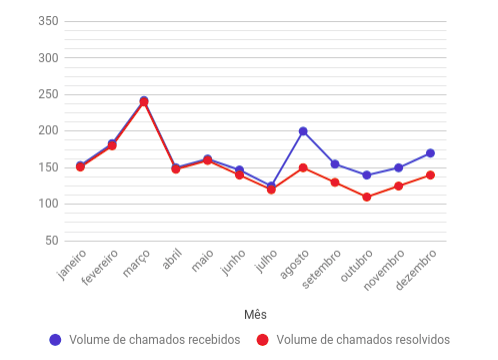 350
300
250
200
150
100
50
janeiro
fevereiro
março
abril
maio
junho
julho
agosto
setembro
outubro
novembro
dezembro
Mês
Volume de chamados recebidos
Volume de chamados resolvidos